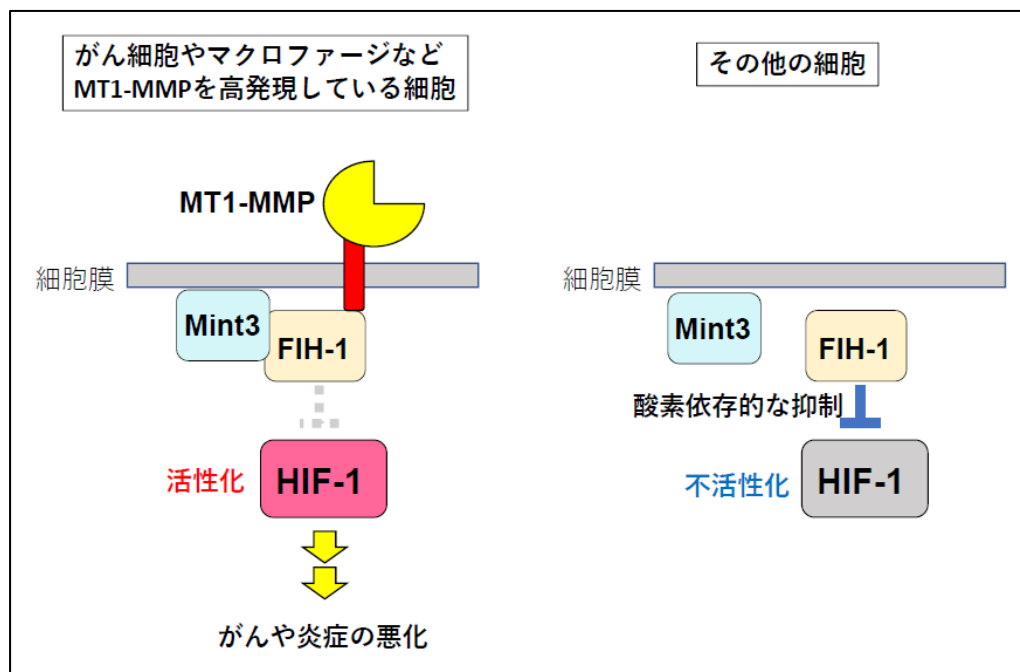 がん細胞やマクロファージなど
MT1-MMPを高発現している細胞
MT1-MMP
細胞膜
Mint3
FIH-1
活性化
HIF-1
がんや炎症の悪化
その他の細胞
細胞膜
Mint3
FIH-1
酸素依存的な抑制
不活性化
HIF-1